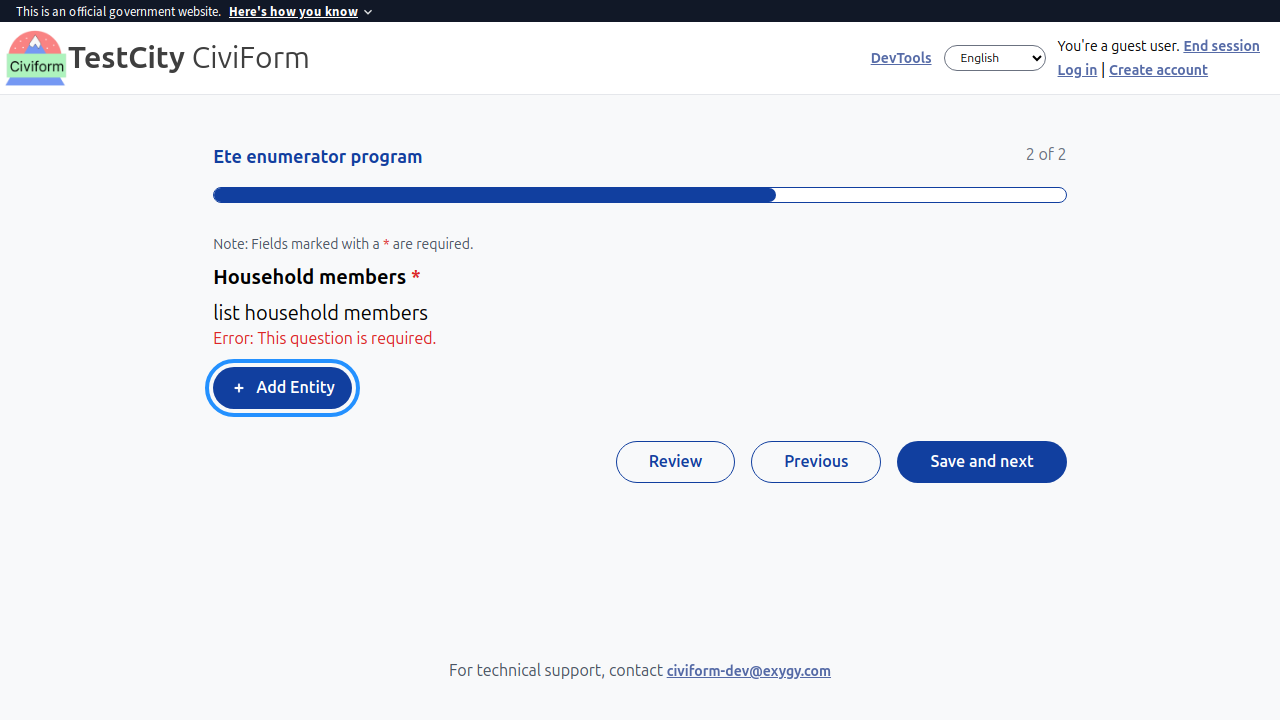 This is an official government website. Here's how you know
Civiform
TestCity CiviForm
DevTools
English
You're a guest user. End session
Log in | Create account
Ete enumerator program
2 of 2
Note: Fields marked with a * are required.
Household members *
list household members
Error: This question is required.
+ Add Entity
Review
Previous
Save and next
For technical support, contact civiform-dev@exygy.com